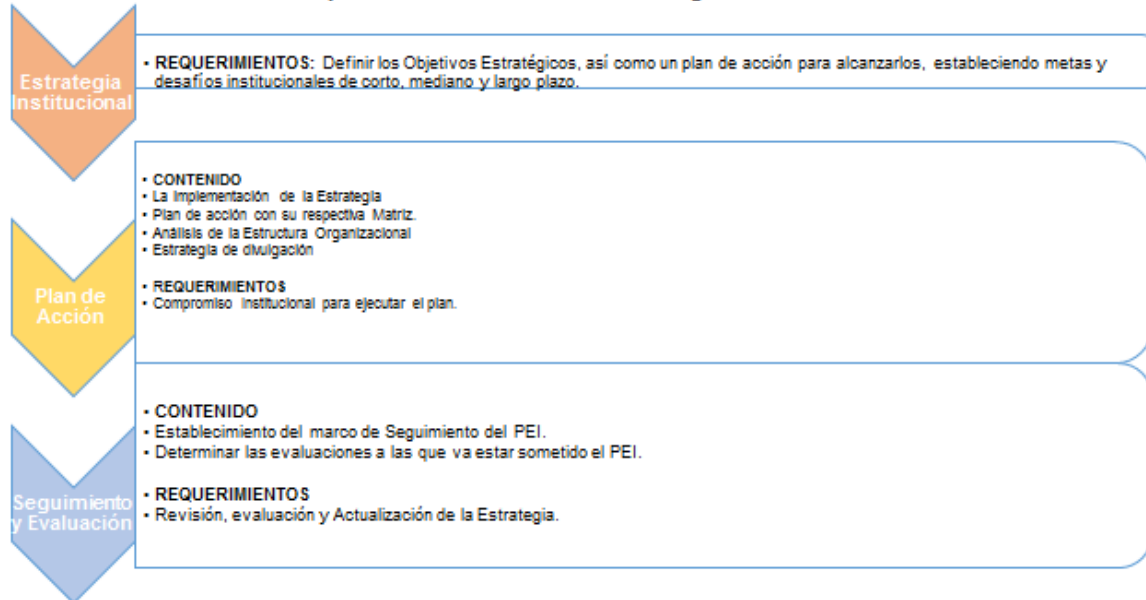 Estrategia
Institucional
• REQUERIMIENTOS: Definir los Objetivos Estratégicos, así como un plan de acción para alcanzarlos, estableciendo metas y
desafíos institucionales de corto, mediano y largo plazo.
Plan de
Acción
• CONTENIDO
• La Implementación de la Estrategia
• Plan de acción con su respectiva Matriz.
• Análisis de la Estructura Organizacional
• Estrategia de divulgación
• REQUERIMIENTOS
• Compromiso Institucional para ejecutar el plan.
Seguimiento
y Evaluación
• CONTENIDO
• Establecimiento del marco de Seguimiento del PEI.
• Determinar las evaluaciones a las que va estar sometido el PEI.
• REQUERIMIENTOS
• Revisión, evaluación y Actualización de la Estrategia.